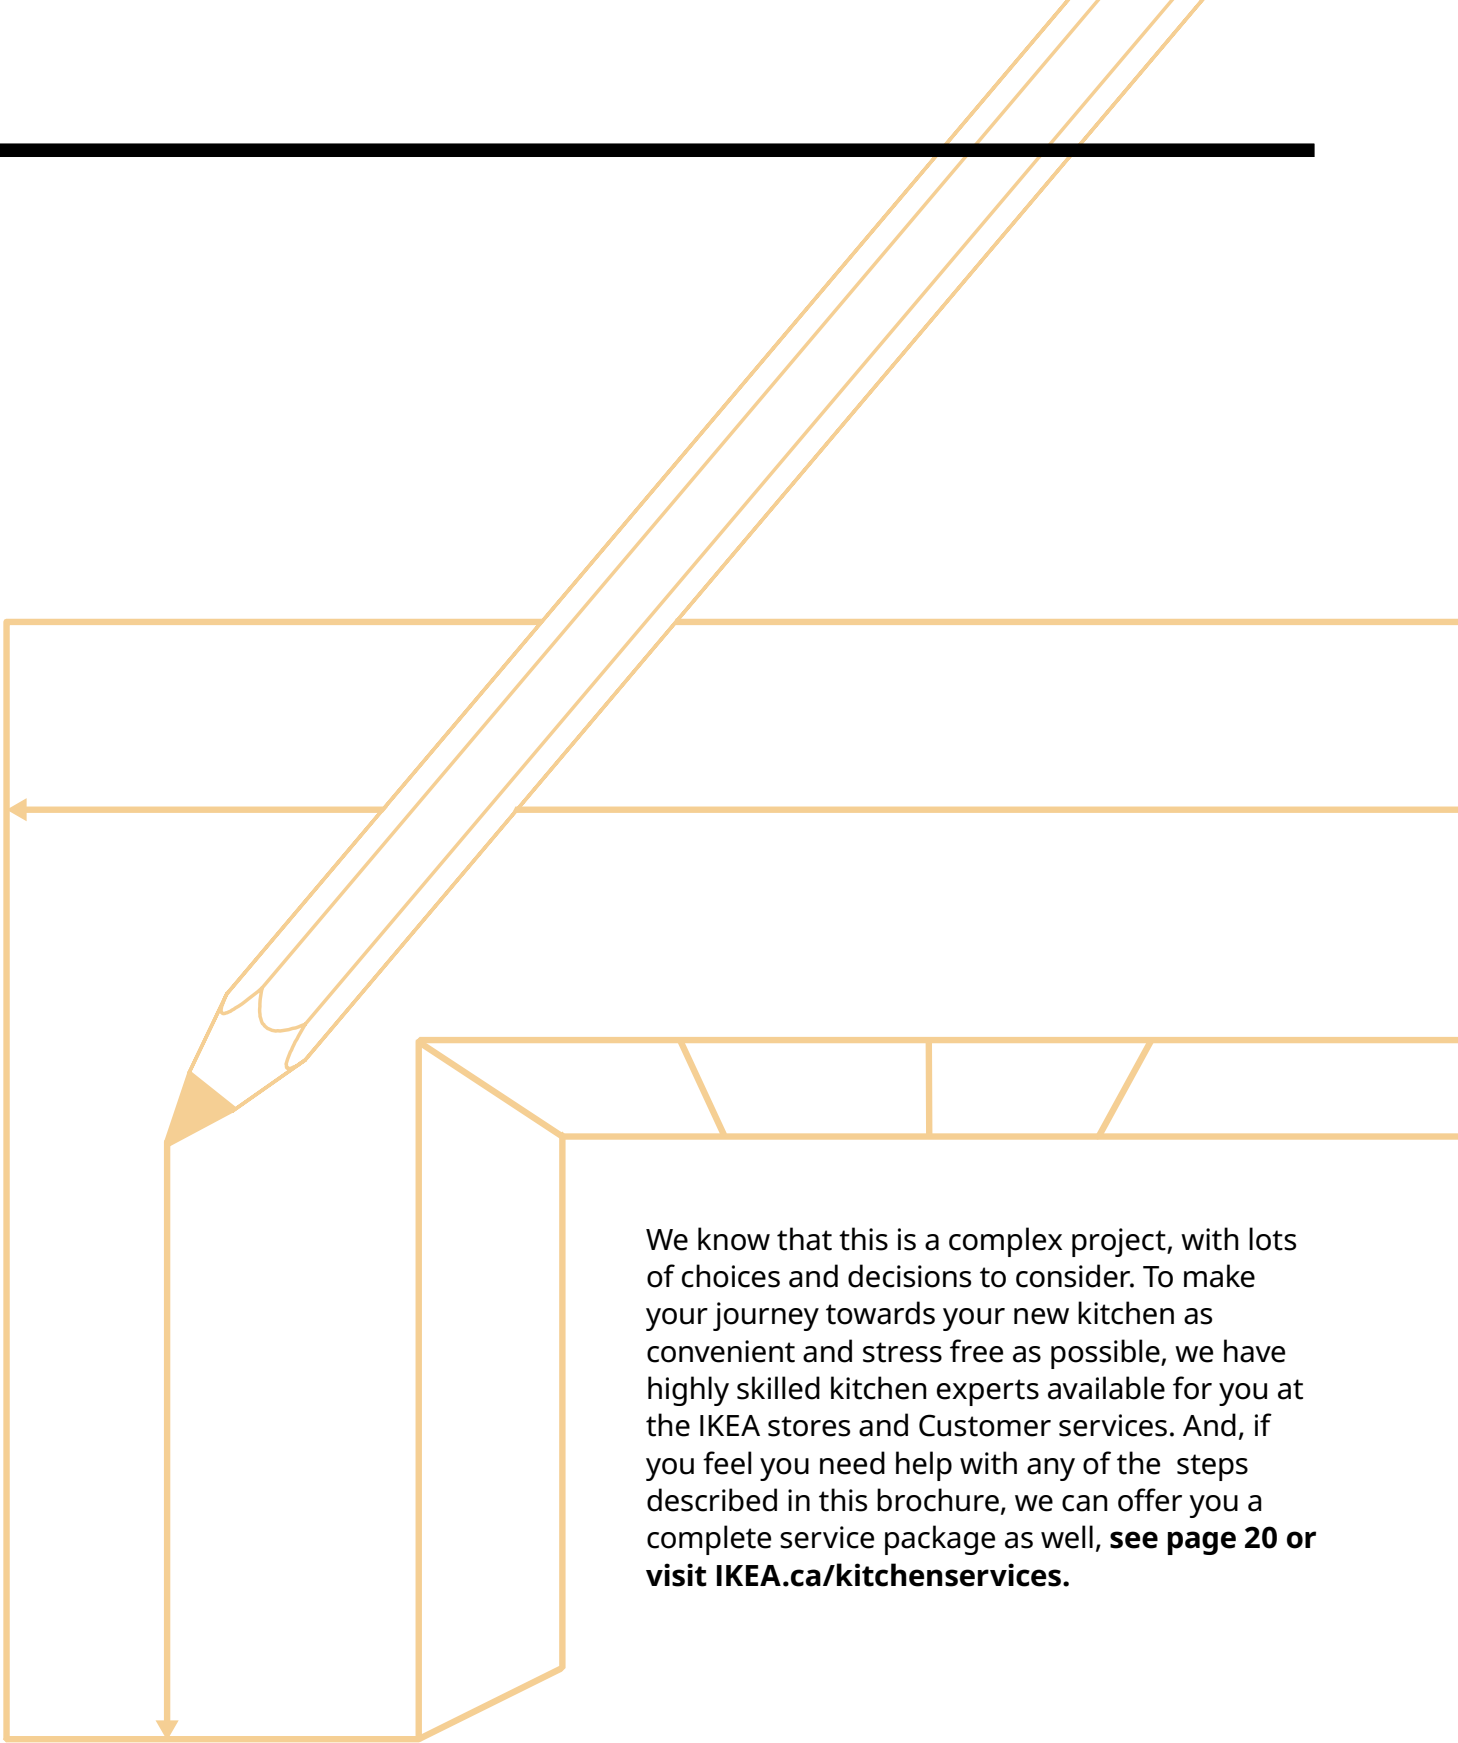 We know that this is a complex project, with lots
of choices and decisions to consider. To make
your journey towards your new kitchen as
convenient and stress free as possible, we have
highly skilled kitchen experts available for you at
the IKEA stores and Customer services. And, if
you feel you need help with any of the  steps
described in this brochure, we can offer you a
complete service package as well, see page 20 or
visit IKEA.ca/kitchenservices.